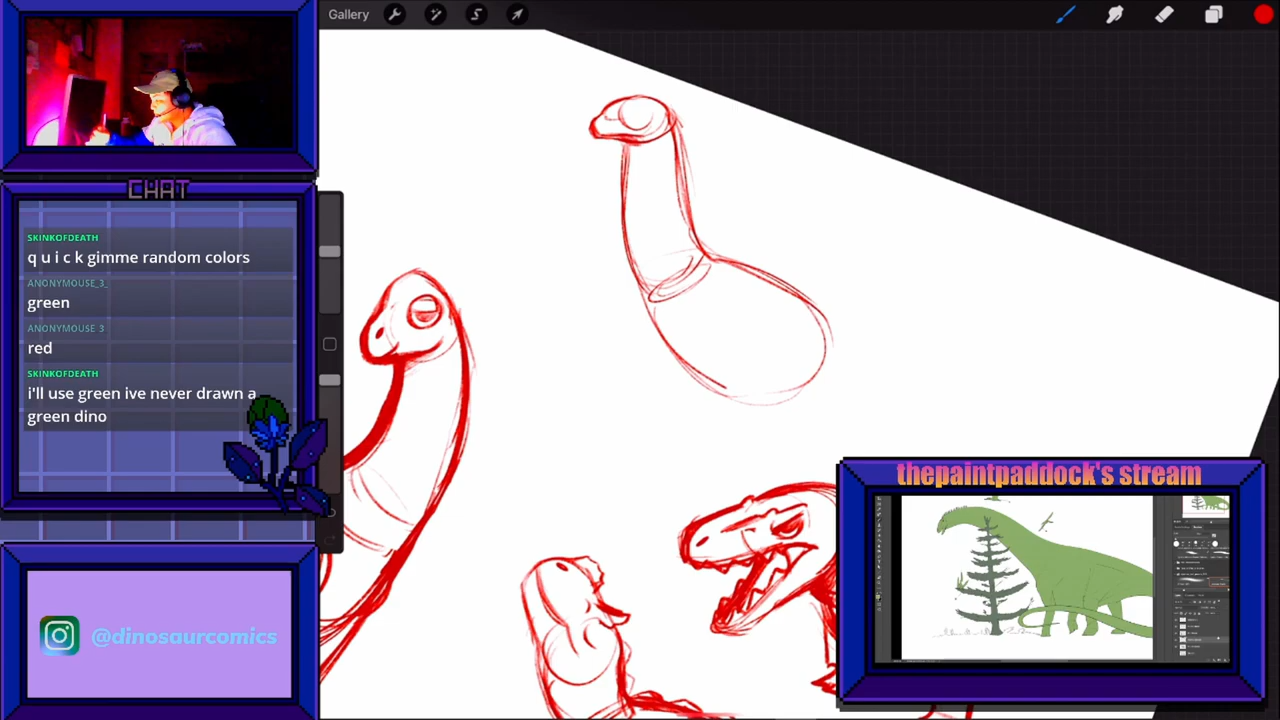 Gallery
CHAT
SKINKOFDEATH
q u i c k gimme random colors
ANONYMOUSE_3_
green
ANONYMOUSE 3
red
SKINKOFDEATH
i'll use green ive never drawn a
green dino
@dinosaurcomics
thepaintpaddock's stream